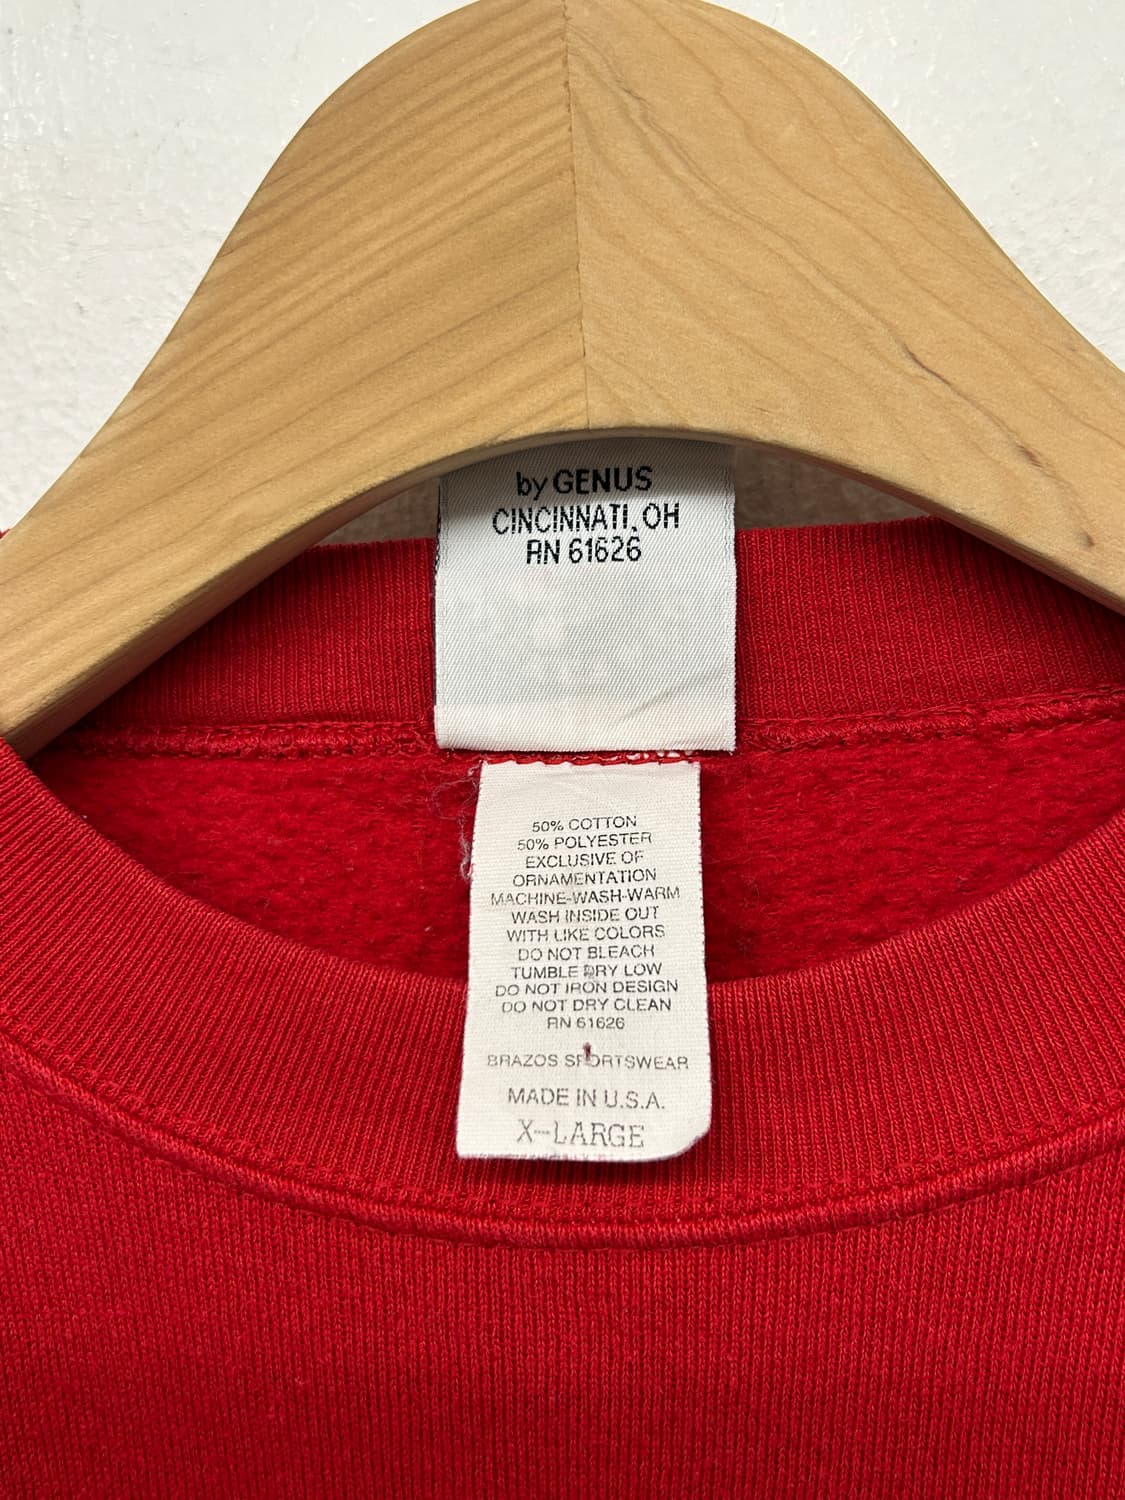 by GENUS
CINCINNATI, OH
RN 61626
50% COTTON
50% POLYESTER
EXCLUSIVE OF
ORNAMENTATION
MACHINE-WASH-WARM
WASH INSIDE OUT
WITH LIKE COLORS
DO NOT BLEACH
TUMBLE DRY LOW
DO NOT IRON DESIGN
DO NOT DRY CLEAN
RN 61626
BRAZOS SPORTSWEAR
MADE IN U.S.A.
X-LARGE